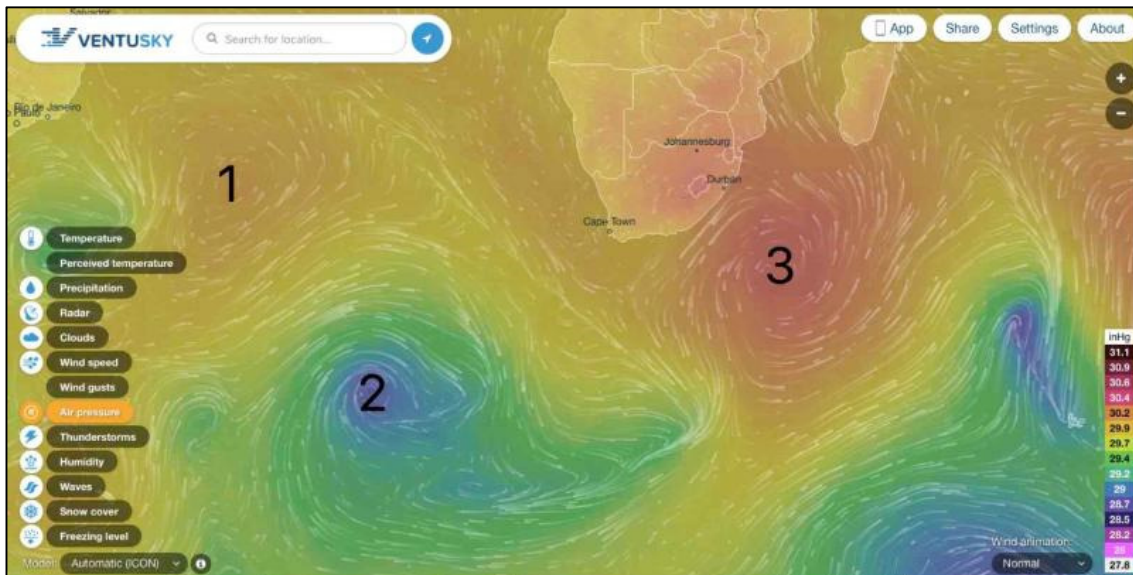 Salvador
VENTUSKY
Search for location...
App
Share
Settings
About
Rio de Janeiro
Paulo
Johannesburg
Durban
Cape Town
1
2
3
Temperature
Perceived temperature
Precipitation
Radar
Clouds
Wind speed
Wind gusts
Air pressure
Thunderstorms
Humidity
Waves
Snow cover
Freezing level
Model: Automatic (ICON)
inHg
31.1
30.9
30.6
30.4
30.2
29.9
29.7
29.4
29.2
29
28.7
28.5
28.2
28
27.8
Wind animation:
Normal